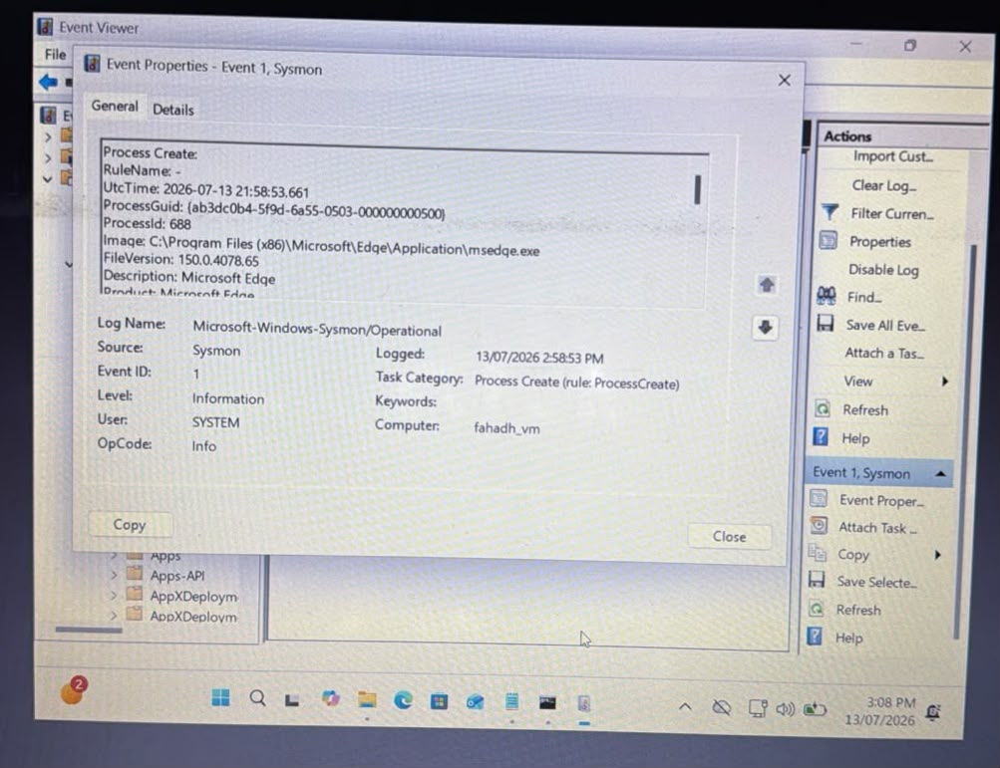 Event Viewer
File
Event Properties - Event 1, Sysmon
General
Details
Process Create:
RuleName: -
UtcTime: 2026-07-13 21:58:53.661
ProcessGuid: {ab3dc0b4-5f9d-6a55-0503-000000000500}
ProcessId: 688
Image: C:\Program Files (x86)\Microsoft\Edge\Application\msedge.exe
FileVersion: 150.0.4078.65
Description: Microsoft Edge
Product: Microsoft Edge
Log Name: Microsoft-Windows-Sysmon/Operational
Source: Sysmon
Logged: 13/07/2026 2:58:53 PM
Event ID: 1
Task Category: Process Create (rule: ProcessCreate)
Level: Information
Keywords:
User: SYSTEM
Computer: fahadh_vm
OpCode: Info
Copy
Close
Apps
Apps-API
AppXDeploym
AppXDeploym
Actions
Import Cust...
Clear Log...
Filter Curren...
Properties
Disable Log
Find...
Save All Eve...
Attach a Tas...
View
Refresh
Help
Event 1, Sysmon
Event Proper...
Attach Task ...
Copy
Save Selecte...
Refresh
Help
2
3:08 PM
13/07/2026